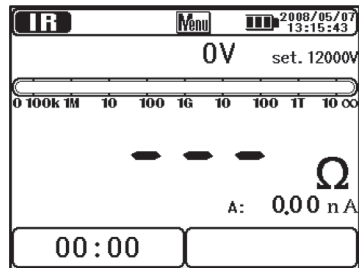 IR Menu 2008/05/07
13:15:43
0V set. 12000V
0 100k 1M 10 100 1G 10 100 1T 10 ∞
– – – Ω
A: 0.00 nA
00:00